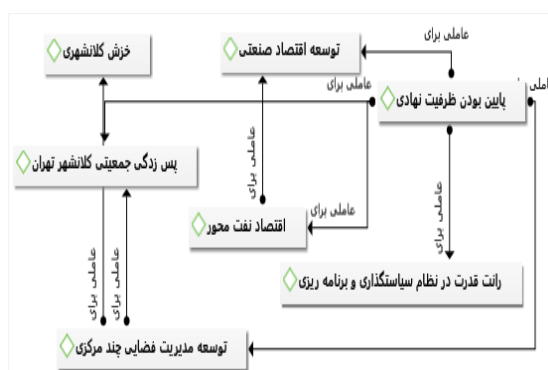 عاملی برای
توسعه اقتصاد صنعتی
خزش کلانشهری
عاملی برای
عاملی برای
پایین بودن ظرفیت نهادی
عاملی برای
پس زدگی جمعیتی کلانشهر تهران
عاملی برای
عاملی برای
اقتصاد نفت محور
عاملی برای
عاملی برای
رانت قدرت در نظام سیاستگذاری و برنامه ریزی
توسعه مدیریت فضایی چند مرکزی